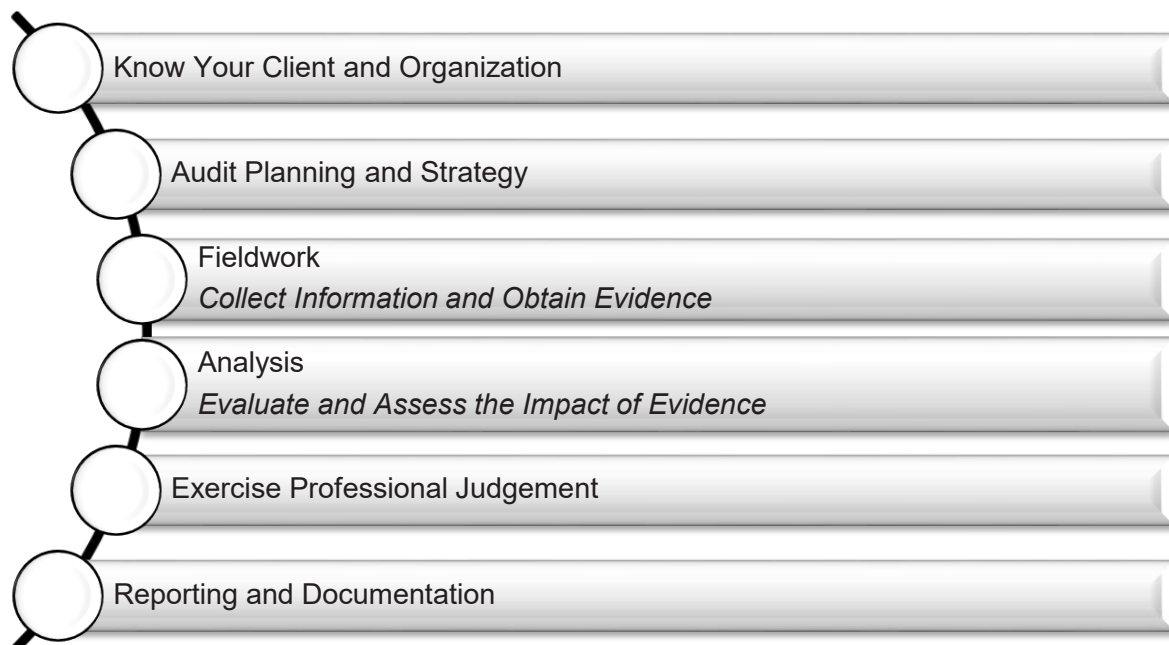 Know Your Client and Organization
Audit Planning and Strategy
Fieldwork
Collect Information and Obtain Evidence
Analysis
Evaluate and Assess the Impact of Evidence
Exercise Professional Judgement
Reporting and Documentation